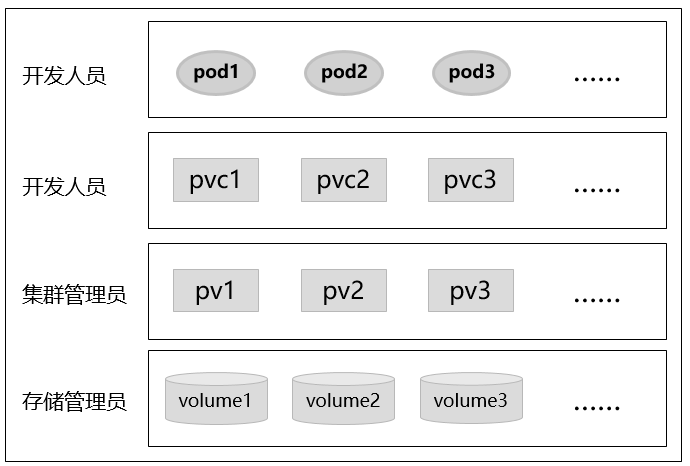 开发人员 pod1 pod2 pod3 ......
开发人员 pvc1 pvc2 pvc3 ......
集群管理员 pv1 pv2 pv3 ......
存储管理员 volume1 volume2 volume3 ......